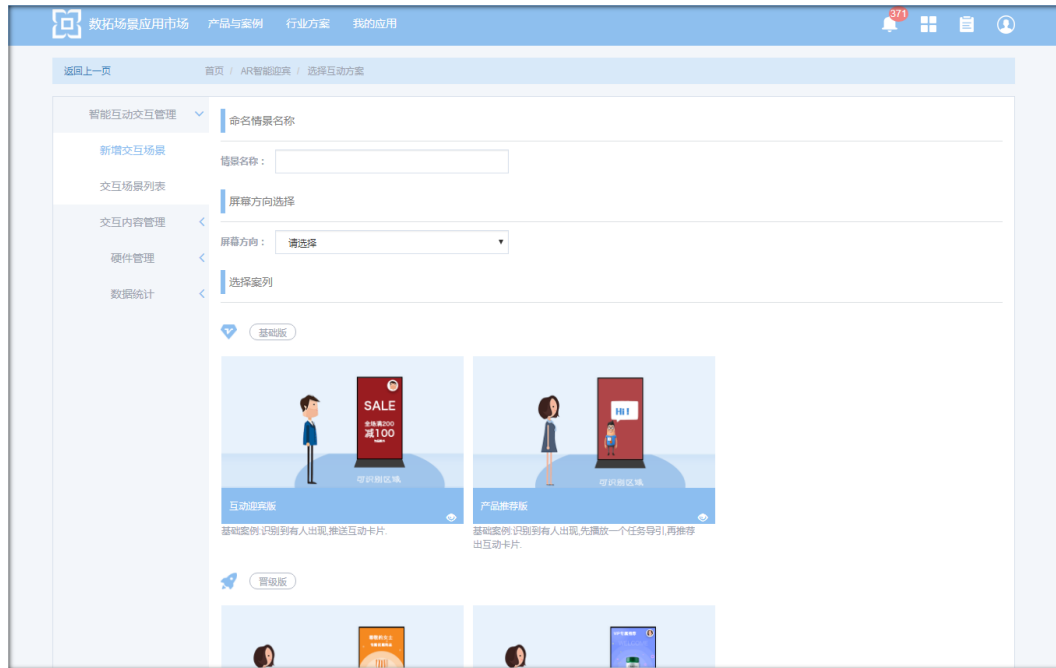 数拓场景应用市场 产品与案例 行业方案 我的应用 371
返回上一页 首页 / AR智能迎宾 / 选择互动方案
智能互动交互管理
新增交互场景
交互场景列表
交互内容管理
硬件管理
数据统计
命名情景名称
情景名称：
屏幕方向选择
屏幕方向： 请选择
选择案列
基础版
SALE
全场满200
减100
可识别区域
互动迎宾版
基础案例:识别到有人出现,推送互动卡片.
Hi !
可识别区域
产品推荐版
基础案例:识别到有人出现,先播放一个任务导引,再推荐
出互动卡片.
晋级版